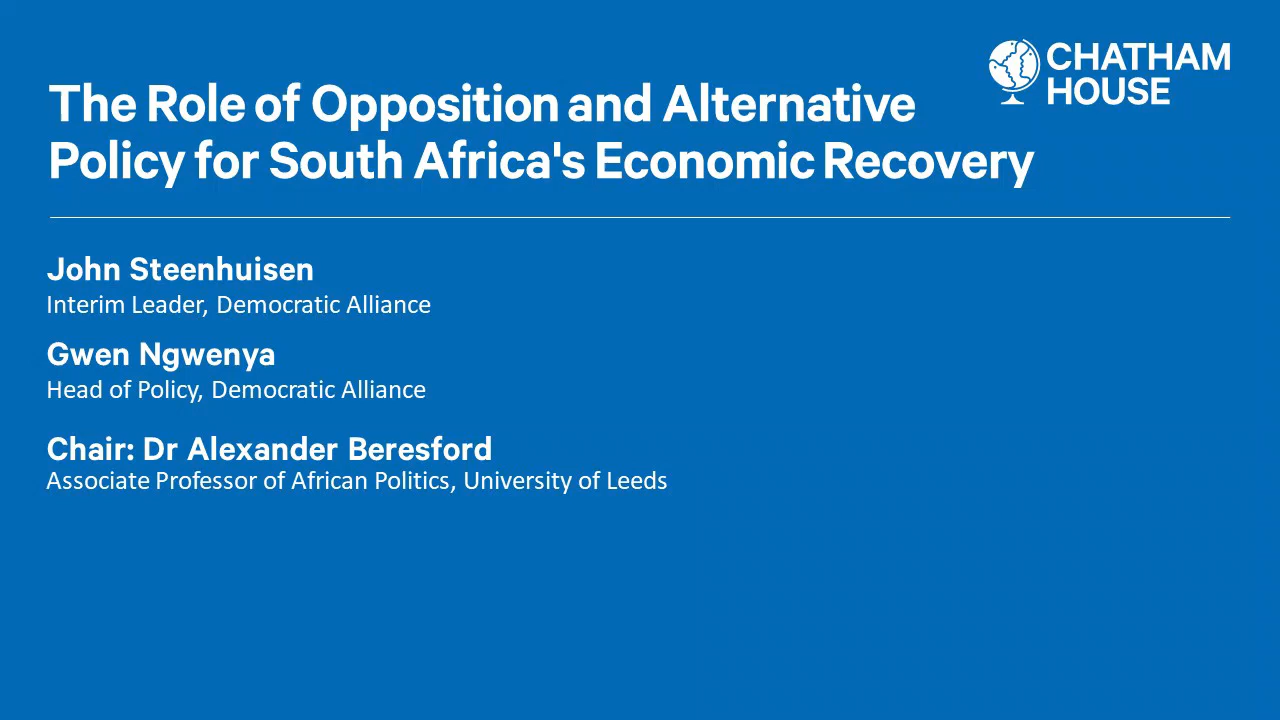 CHATHAM
HOUSE
The Role of Opposition and Alternative
Policy for South Africa's Economic Recovery
John Steenhuisen
Interim Leader, Democratic Alliance
Gwen Ngwenya
Head of Policy, Democratic Alliance
Chair: Dr Alexander Beresford
Associate Professor of African Politics, University of Leeds